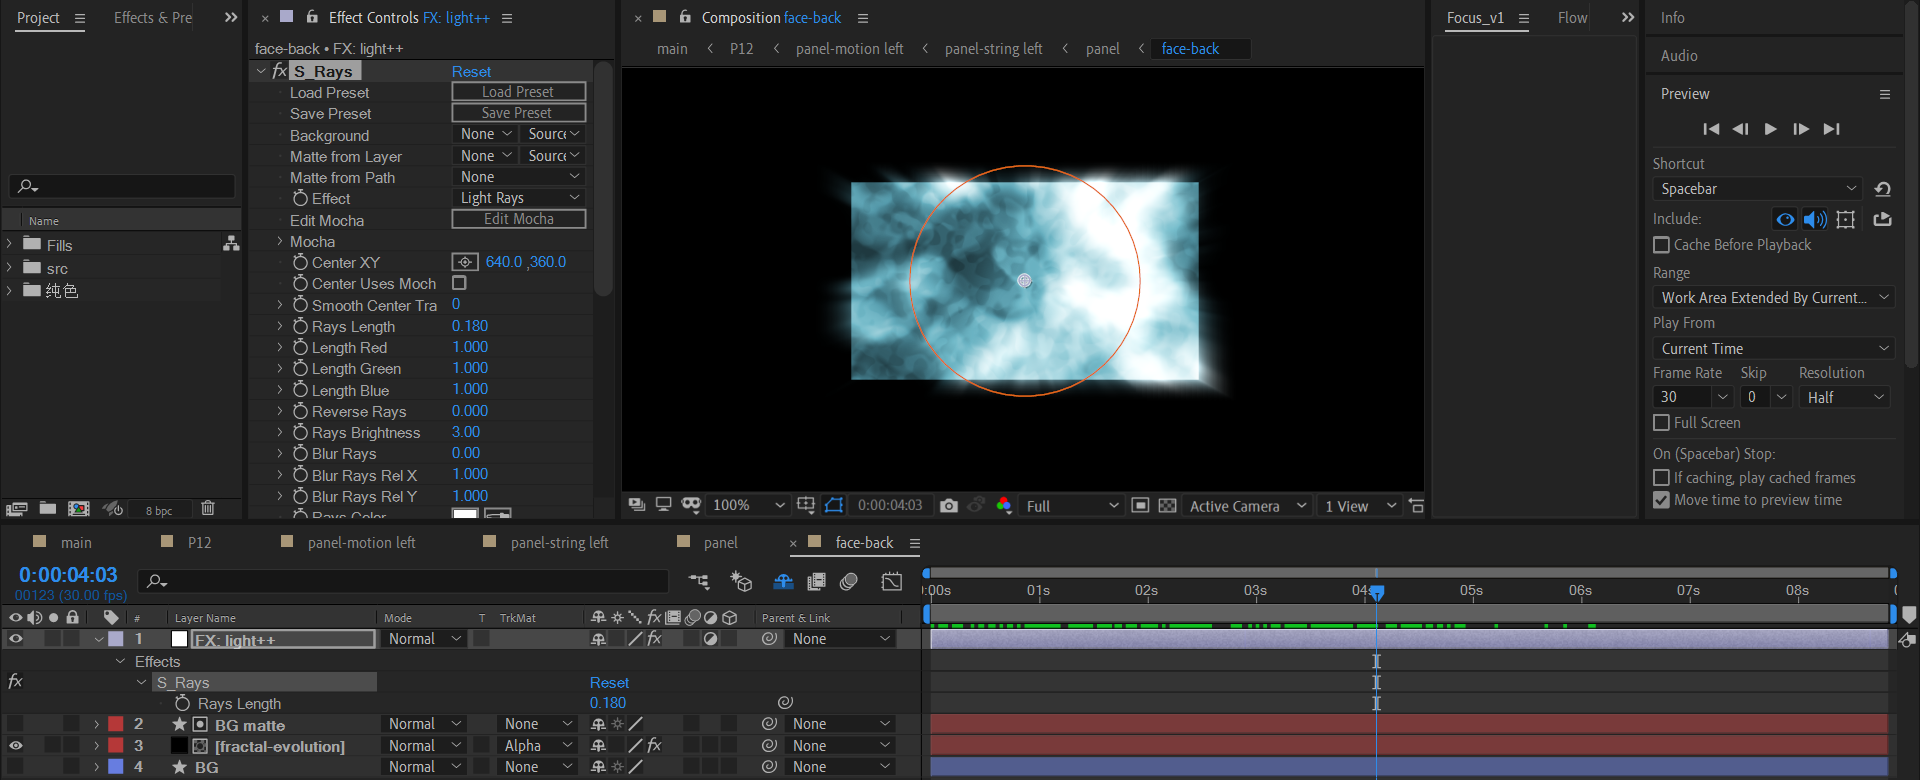 Project
Effects & Pre
Effect Controls FX: light++
Composition face-back
Focus_v1
Flow
Info
face-back • FX: light++
main
P12
panel-motion left
panel-string left
panel
face-back
Audio
S_Rays
Reset
Load Preset
Load Preset
Save Preset
Save Preset
Background
None
Source
Matte from Layer
None
Source
Matte from Path
None
Effect
Light Rays
Edit Mocha
Edit Mocha
Mocha
Center XY
640.0 ,360.0
Center Uses Moch
Smooth Center Tra
0
Rays Length
0.180
Length Red
1.000
Length Green
1.000
Length Blue
1.000
Reverse Rays
0.000
Rays Brightness
3.00
Blur Rays
0.00
Blur Rays Rel X
1.000
Blur Rays Rel Y
1.000
Rays Color
Name
Fills
src
纯色
8 bpc
100%
0:00:04:03
Full
Active Camera
1 View
Preview
Shortcut
Spacebar
Include:
Cache Before Playback
Range
Work Area Extended By Current...
Play From
Current Time
Frame Rate
Skip
Resolution
30
0
Half
Full Screen
On (Spacebar) Stop:
If caching, play cached frames
Move time to preview time
main
P12
panel-motion left
panel-string left
panel
face-back
0:00:04:03
00123 (30.00 fps)
:00s
01s
02s
03s
04s
05s
06s
07s
08s
#
Layer Name
Mode
T
TrkMat
Parent & Link
1
FX: light++
Normal
None
Effects
S_Rays
Reset
Rays Length
0.180
2
BG matte
Normal
None
None
3
[fractal-evolution]
Normal
Alpha
None
4
BG
Normal
None
None